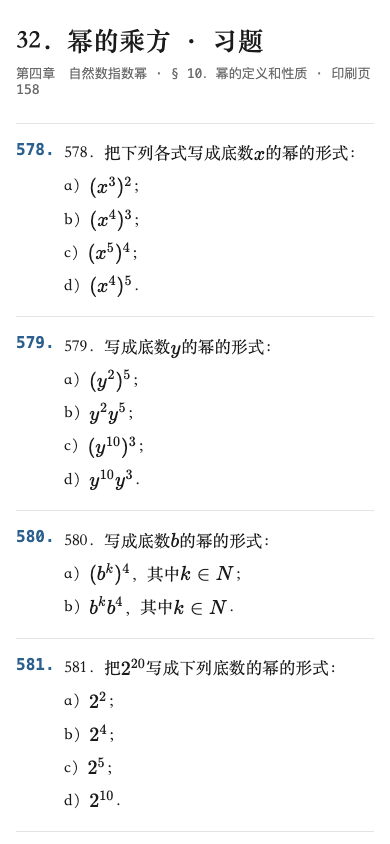 32. 幂的乘方 · 习题
第四章 自然数指数幂 · § 10. 幂的定义和性质 · 印刷页
158
578. 578. 把下列各式写成底数x的幂的形式：
a) (x³)²;
b) (x⁴)³;
c) (x⁵)⁴;
d) (x⁴)⁵.
579. 579. 写成底数y的幂的形式：
a) (y²)⁵;
b) y²y⁵;
c) (y¹⁰)³;
d) y¹⁰y³.
580. 580. 写成底数b的幂的形式：
a) (bᵏ)⁴, 其中k ∈ N;
b) bᵏb⁴, 其中k ∈ N.
581. 581. 把2²⁰写成下列底数的幂的形式：
a) 2²;
b) 2⁴;
c) 2⁵;
d) 2¹⁰.